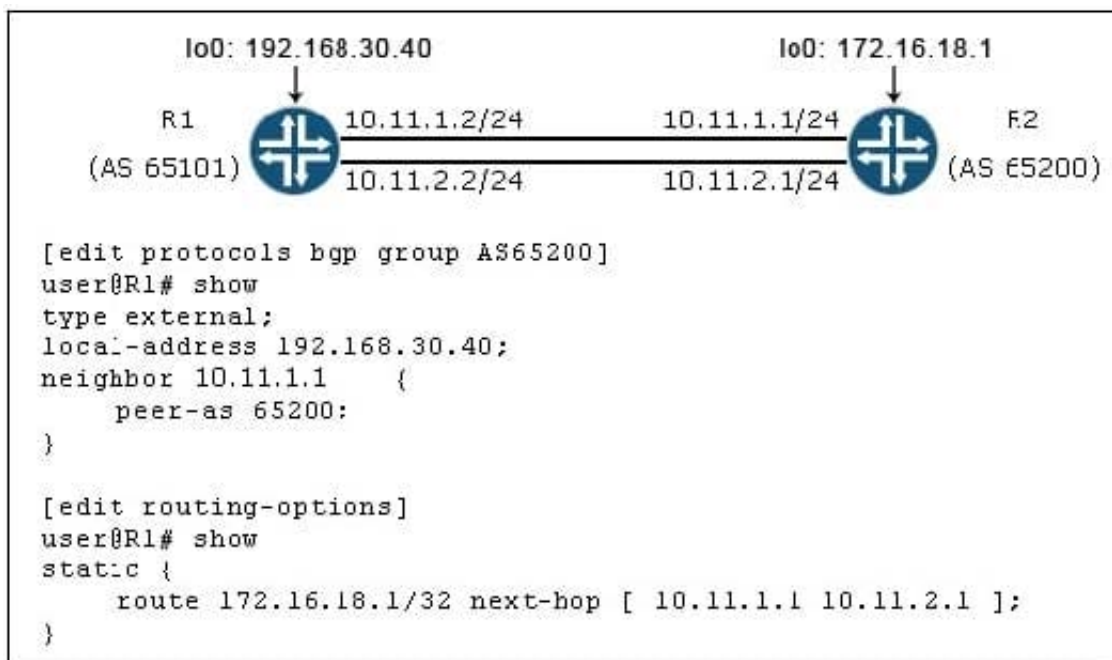 lo0: 192.168.30.40 lo0: 172.16.18.1
R1 10.11.1.2/24 10.11.1.1/24 R2
(AS 65101) 10.11.2.2/24 10.11.2.1/24 (AS 65200)
[edit protocols bgp group AS65200]
user@R1# show
type external;
local-address 192.168.30.40;
neighbor 10.11.1.1 {
peer-as 65200:
}
[edit routing-options]
user@R1# show
static {
route 172.16.18.1/32 next-hop [ 10.11.1.1 10.11.2.1 ];
}